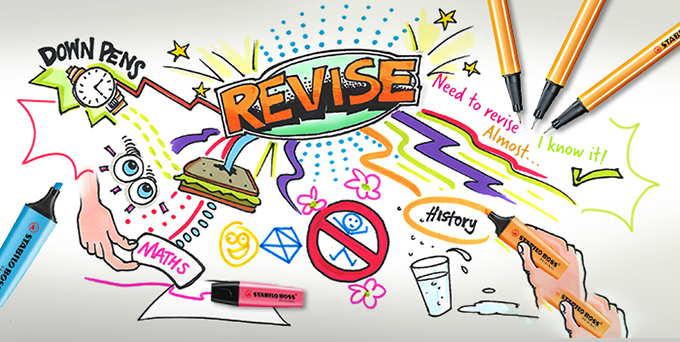 DOWN PENS
REVISE
Need to revise
Almost...
I know it!
History
MATHS
STABILO BOSS
STABILO BOSS
STABILO BOSS
STABILO BOSS